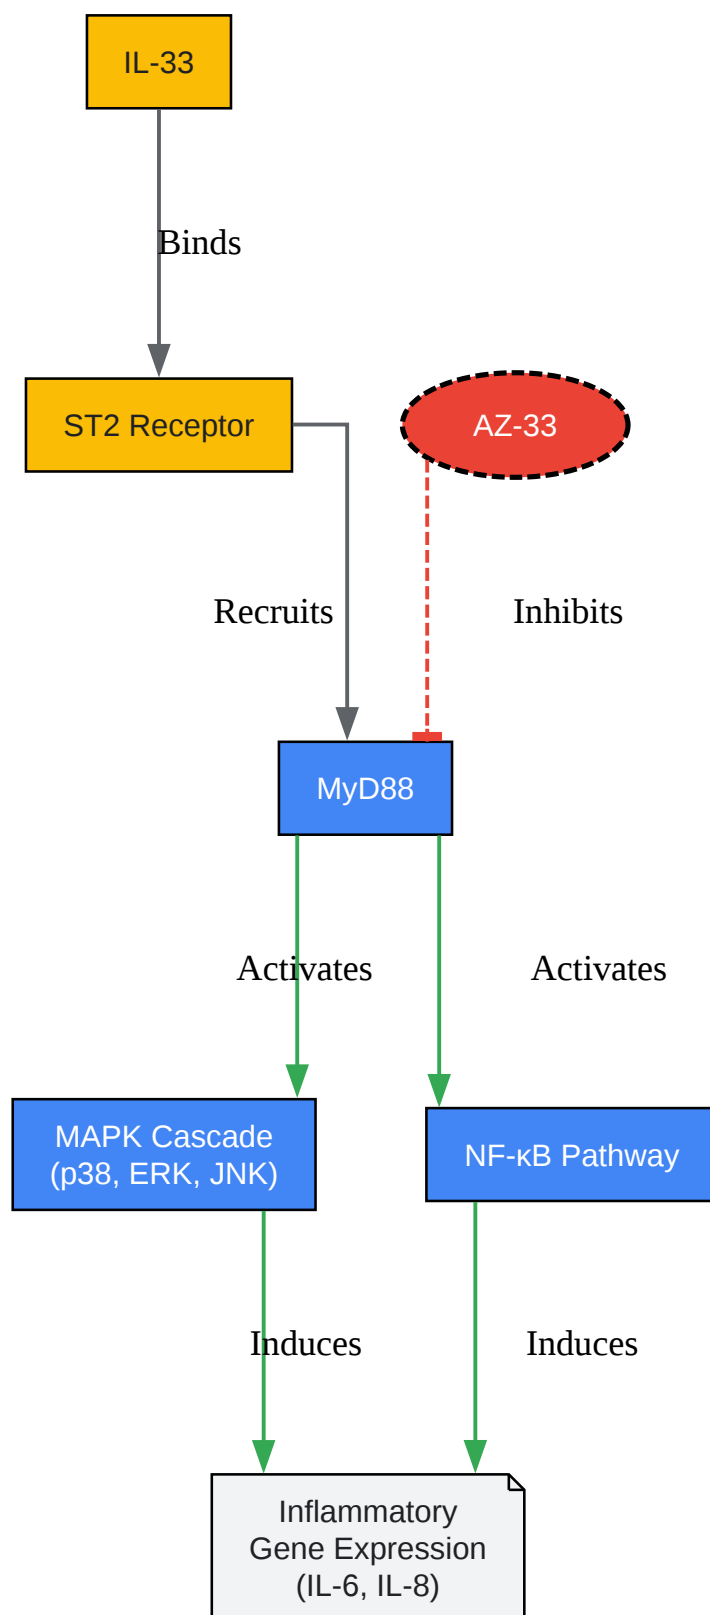 IL-33
Binds
ST2 Receptor
AZ-33
Recruits
Inhibits
MyD88
Activates
Activates
MAPK Cascade
(p38, ERK, JNK)
NF-κB Pathway
Induces
Induces
Inflammatory
Gene Expression
(IL-6, IL-8)